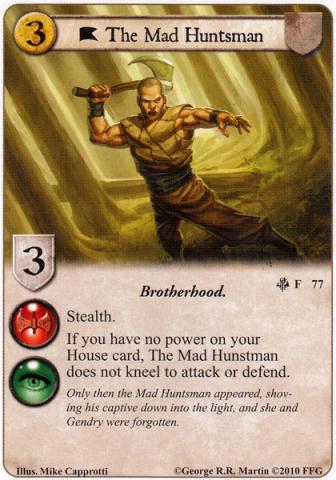 3 The Mad Huntsman
3
Brotherhood.
F 77
Stealth.
If you have no power on your
House card, The Mad Hunstman
does not kneel to attack or defend.
Only then the Mad Huntsman appeared, shov-
ing his captive down into the light, and she and
Gendry were forgotten.
Illus. Mike Capprotti
©George R.R. Martin ©2010 FFG